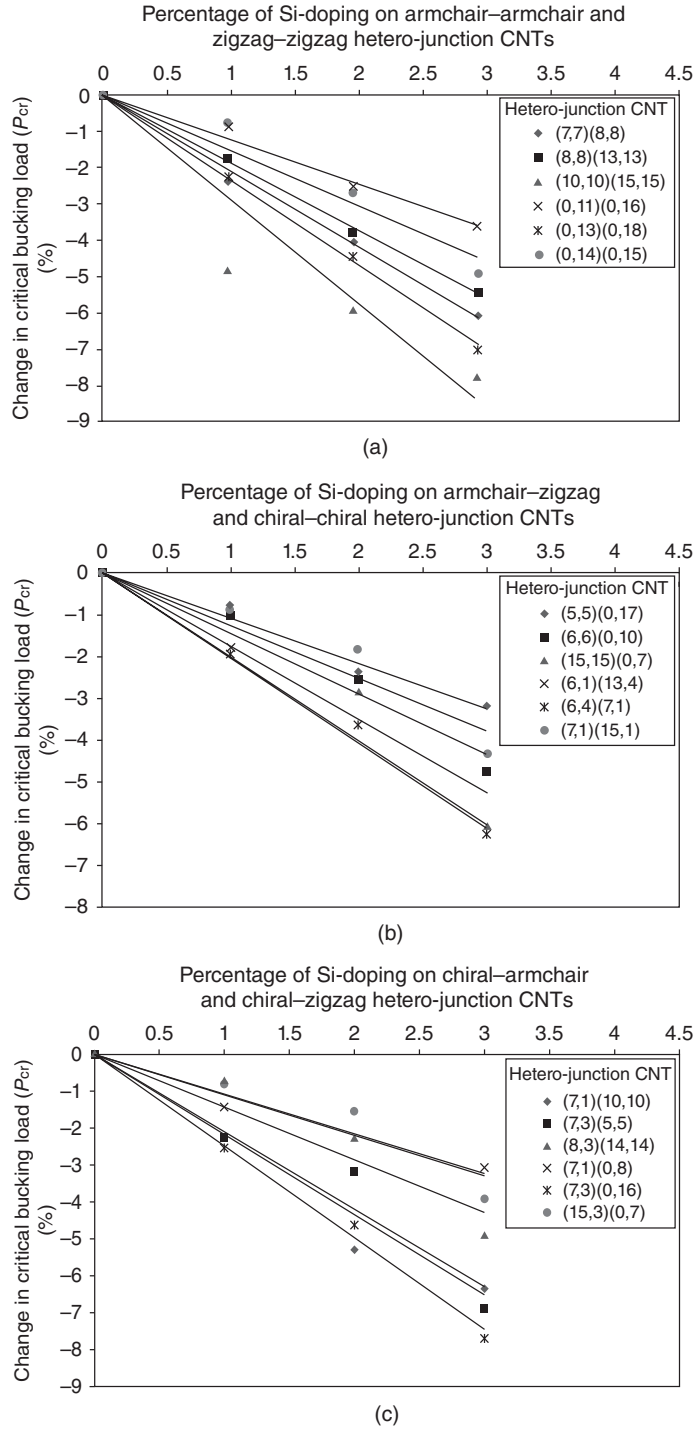 Percentage of Si-doping on armchair–armchair and
zigzag–zigzag hetero-junction CNTs
0 0.5 1 1.5 2 2.5 3 3.5 4 4.5
0
−1
−2
−3
−4
−5
−6
−7
−8
−9
Change in critical bucking load (Pcr)
(%)
Hetero-junction CNT
(7,7)(8,8)
(8,8)(13,13)
(10,10)(15,15)
(0,11)(0,16)
(0,13)(0,18)
(0,14)(0,15)
(a)
Percentage of Si-doping on armchair–zigzag
and chiral–chiral hetero-junction CNTs
0 0.5 1 1.5 2 2.5 3 3.5 4 4.5
0
−1
−2
−3
−4
−5
−6
−7
−8
Change in critical bucking load (Pcr)
(%)
Hetero-junction CNT
(5,5)(0,17)
(6,6)(0,10)
(15,15)(0,7)
(6,1)(13,4)
(6,4)(7,1)
(7,1)(15,1)
(b)
Percentage of Si-doping on chiral–armchair
and chiral–zigzag hetero-junction CNTs
0 0.5 1 1.5 2 2.5 3 3.5 4 4.5
0
−1
−2
−3
−4
−5
−6
−7
−8
−9
Change in critical bucking load (Pcr)
(%)
Hetero-junction CNT
(7,1)(10,10)
(7,3)(5,5)
(8,3)(14,14)
(7,1)(0,8)
(7,3)(0,16)
(15,3)(0,7)
(c)